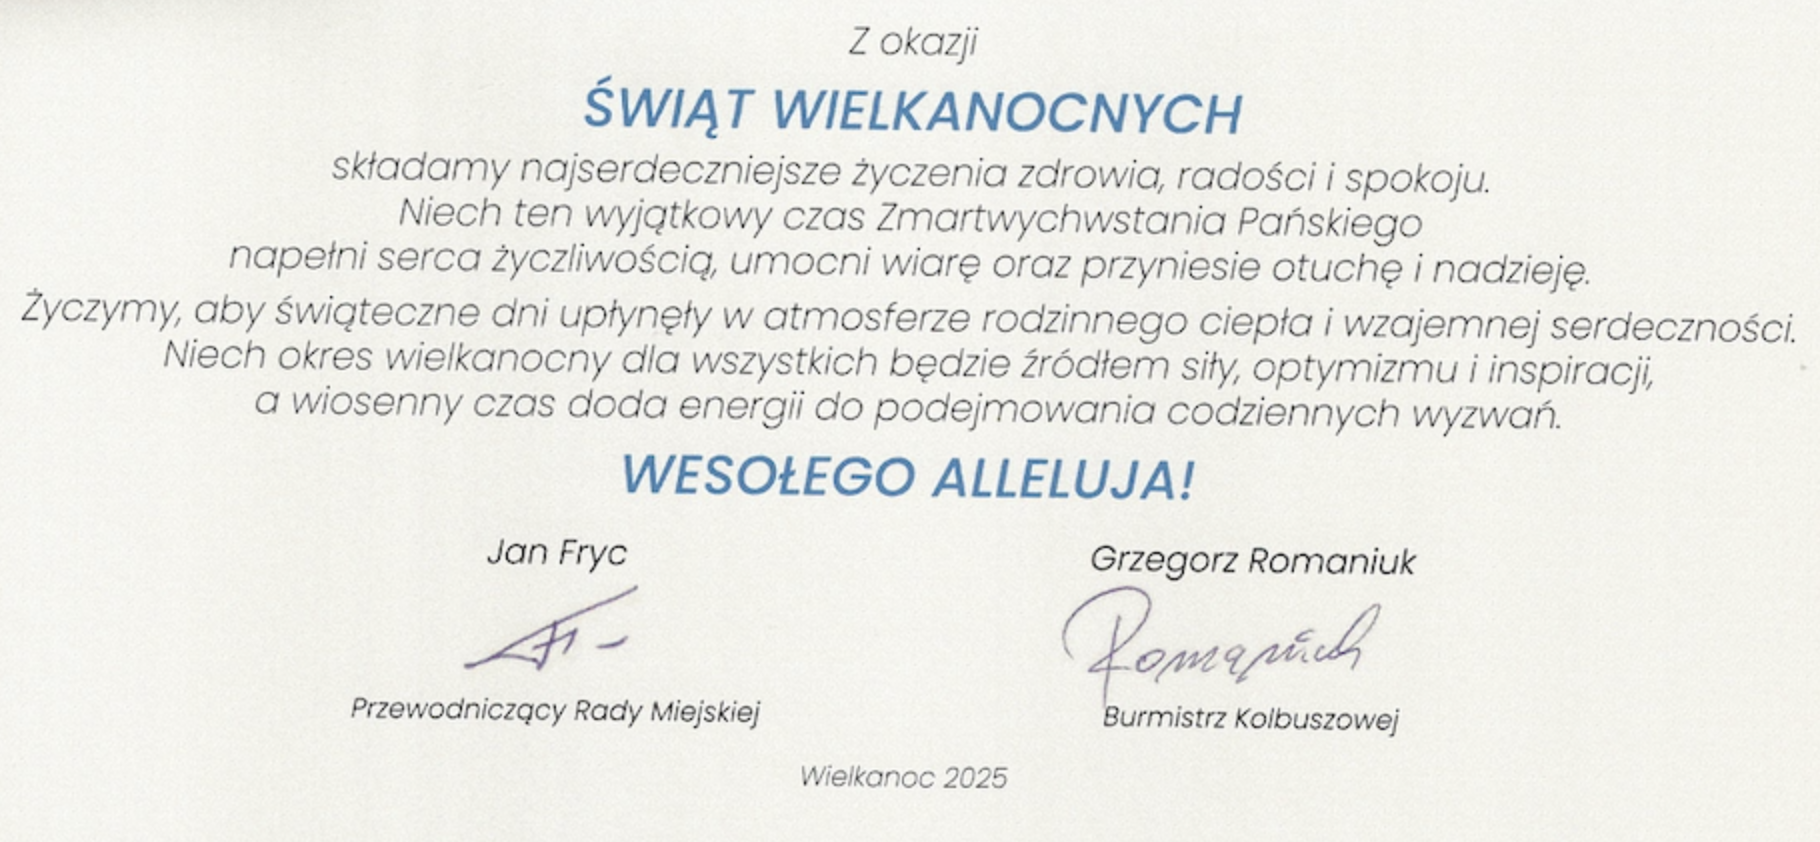 Z okazji
ŚWIĄT WIELKANOCNYCH
składamy najserdeczniejsze życzenia zdrowia, radości i spokoju.
Niech ten wyjątkowy czas Zmartwychwstania Pańskiego
napełni serca życzliwością, umocni wiarę oraz przyniesie otuchę i nadzieję.
Życzymy, aby świąteczne dni upłynęły w atmosferze rodzinnego ciepła i wzajemnej serdeczności.
Niech okres wielkanocny dla wszystkich będzie źródłem siły, optymizmu i inspiracji,
a wiosenny czas doda energii do podejmowania codziennych wyzwań.
WESOŁEGO ALLELUJA!
Jan Fryc
Grzegorz Romaniuk
Romaniuk
Przewodniczący Rady Miejskiej
Burmistrz Kolbuszowej
Wielkanoc 2025